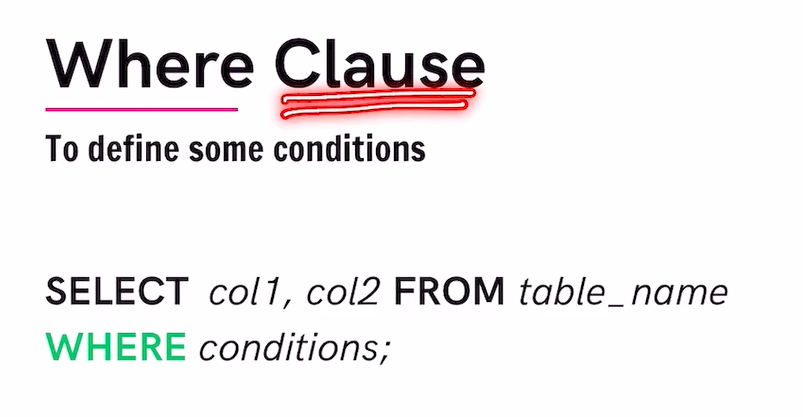 Where Clause
To define some conditions
SELECT col1, col2 FROM table_name
WHERE conditions;